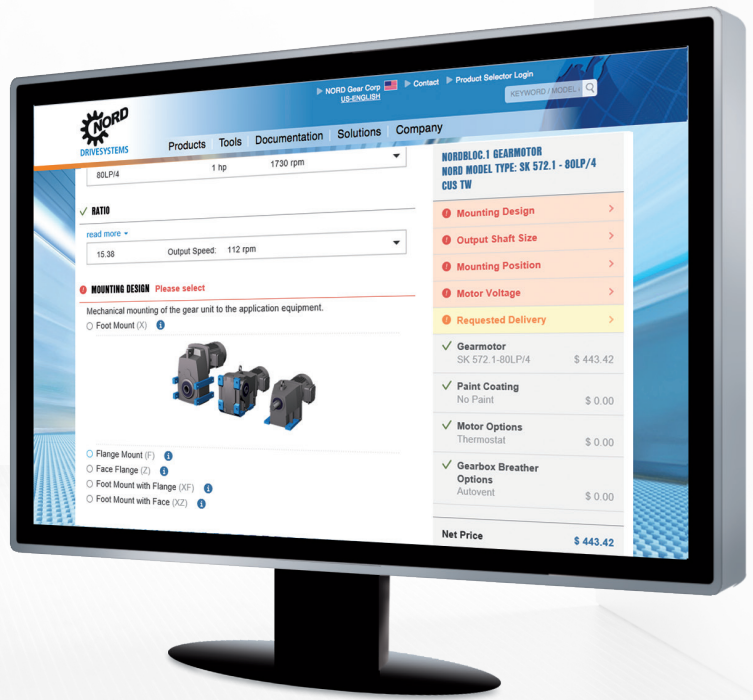 NORD Gear Corp Contact Product Selector Login
US-ENGLISH
KEYWORD / MODEL
NORD
DRIVESYSTEMS
Products Tools Documentation Solutions Company
80LP/4 1 hp 1730 rpm
RATIO
read more
15.38 Output Speed: 112 rpm
MOUNTING DESIGN Please select
Mechanical mounting of the gear unit to the application equipment.
Foot Mount (X)
Flange Mount (F)
Face Flange (Z)
Foot Mount with Flange (XF)
Foot Mount with Face (XZ)
NORDBLOC.1 GEARMOTOR
NORD MODEL TYPE: SK 572.1 - 80LP/4
CUS TW
Mounting Design
Output Shaft Size
Mounting Position
Motor Voltage
Requested Delivery
Gearmotor
SK 572.1-80LP/4 $ 443.42
Paint Coating
No Paint $ 0.00
Motor Options
Thermostat $ 0.00
Gearbox Breather
Options
Autovent $ 0.00
Net Price $ 443.42